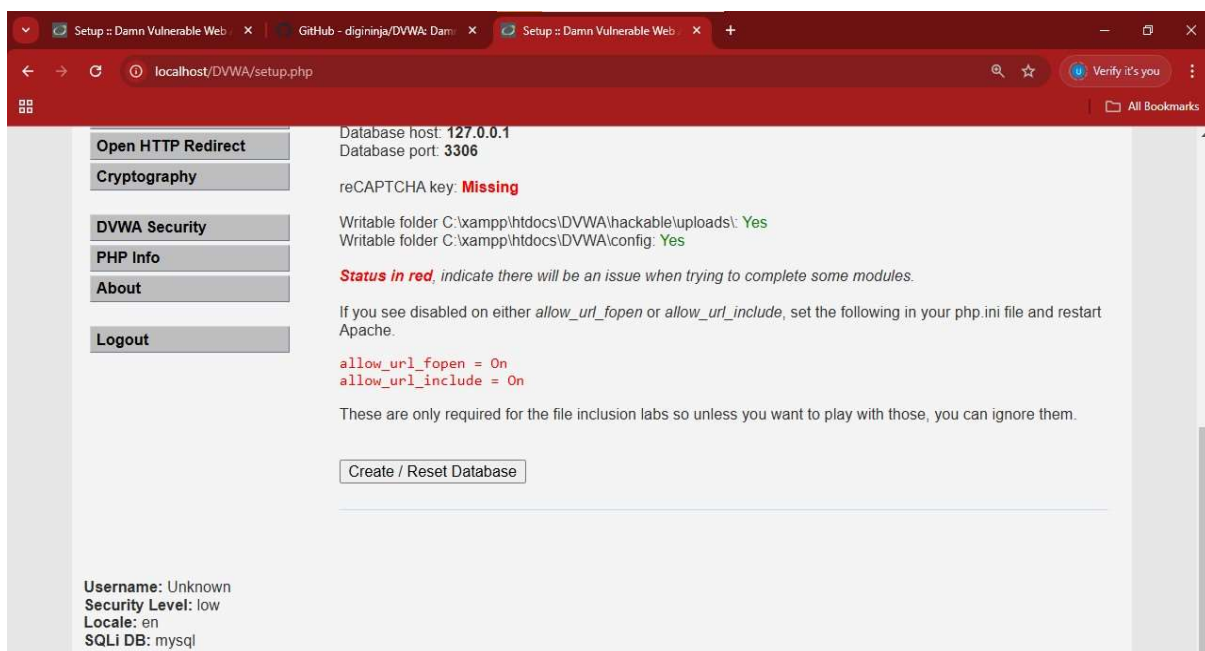 Setup :: Damn Vulnerable Web
GitHub - digininja/DVWA: Dam
Setup :: Damn Vulnerable Web
localhost/DVWA/setup.php
U
Verify it's you
All Bookmarks
Open HTTP Redirect
Cryptography
DVWA Security
PHP Info
About
Logout
Database host: 127.0.0.1
Database port: 3306
reCAPTCHA key: Missing
Writable folder C:\xampp\htdocs\DVWA\hackable\uploads\: Yes
Writable folder C:\xampp\htdocs\DVWA\config: Yes
Status in red, indicate there will be an issue when trying to complete some modules.
If you see disabled on either allow_url_fopen or allow_url_include, set the following in your php.ini file and restart
Apache.
allow_url_fopen = On
allow_url_include = On
These are only required for the file inclusion labs so unless you want to play with those, you can ignore them.
Create / Reset Database
Username: Unknown
Security Level: low
Locale: en
SQLi DB: mysql